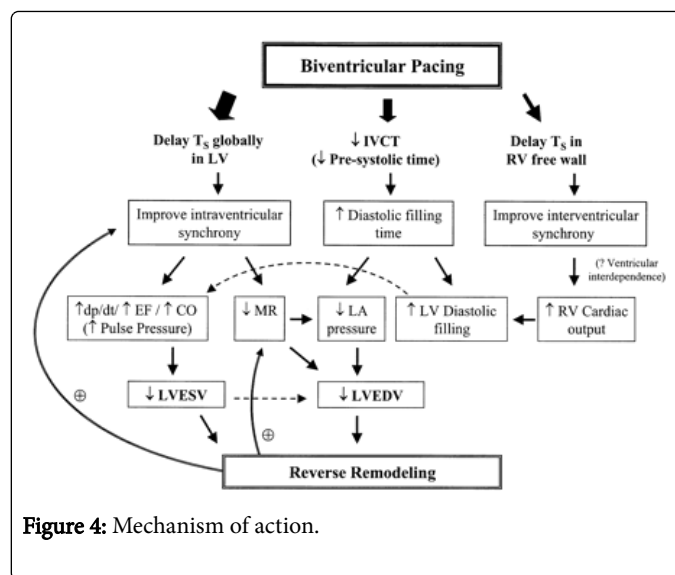 Biventricular Pacing
Delay TS globally
in LV
↓ IVCT
(↓ Pre-systolic time)
Delay TS in
RV free wall
Improve intraventricular
synchrony
↑ Diastolic filling
time
Improve interventricular
synchrony
(? Ventricular
interdependence)
↑dp/dt/ ↑ EF / ↑ CO
(↑ Pulse Pressure)
↓ MR
↓ LA
pressure
↑ LV Diastolic
filling
↑ RV Cardiac
output
↓ LVESV
↓ LVEDV
⊕
⊕
Reverse Remodeling
Figure 4: Mechanism of action.